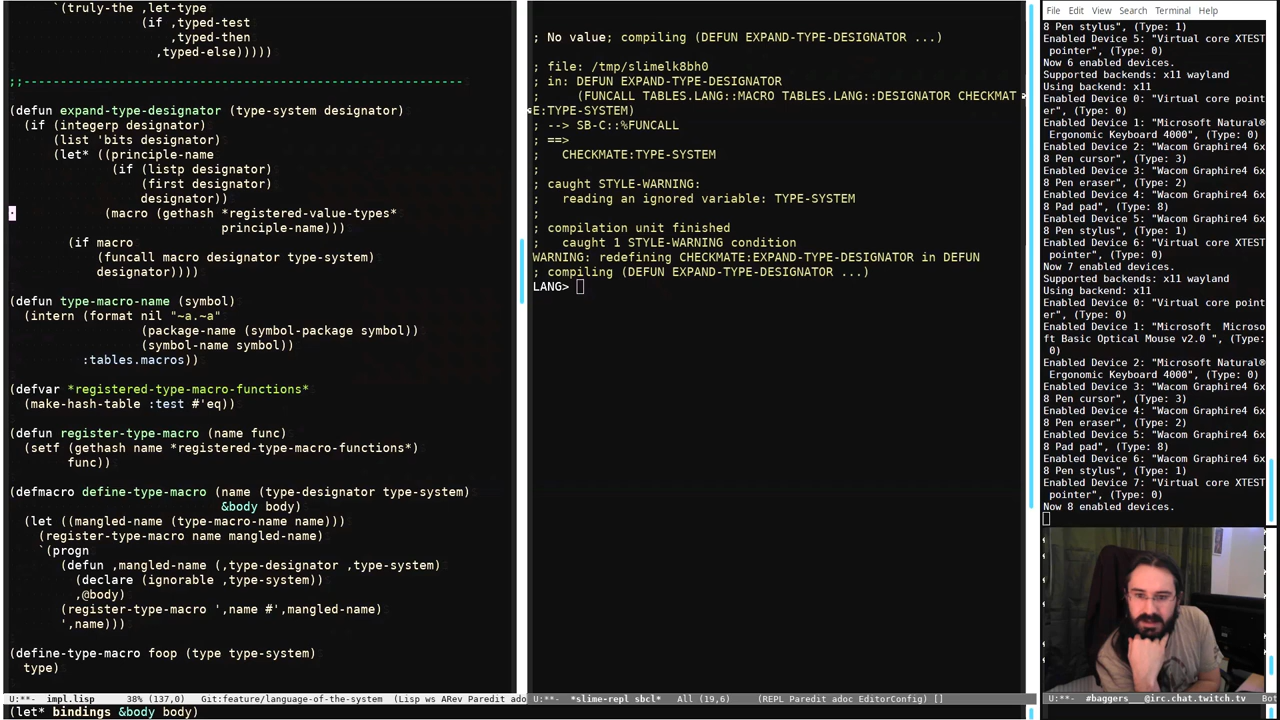 `(truly-the ,let-type
(if ,typed-test
,typed-then
,typed-else)))))
;;------------------------------------------------------------
(defun expand-type-designator (type-system designator)
(if (integerp designator)
(list 'bits designator)
(let* ((principle-name
(if (listp designator)
(first designator)
designator))
(macro (gethash *registered-value-types*
principle-name)))
(if macro
(funcall macro designator type-system)
designator))))
(defun type-macro-name (symbol)
(intern (format nil "~a.~a"
(package-name (symbol-package symbol))
(symbol-name symbol))
:tables.macros))
(defvar *registered-type-macro-functions*
(make-hash-table :test #'eq))
(defun register-type-macro (name func)
(setf (gethash name *registered-type-macro-functions*)
func))
(defmacro define-type-macro (name (type-designator type-system)
&body body)
(let ((mangled-name (type-macro-name name)))
(register-type-macro name mangled-name)
`(progn
(defun ,mangled-name (,type-designator ,type-system)
(declare (ignorable ,type-system))
,@body)
(register-type-macro ',name #',mangled-name)
',name)))
(define-type-macro foop (type type-system)
type)
U:**-  impl.lisp      38% (137,0)    Git:feature/language-of-the-system  (Lisp ws ARev Paredit adoc
(let* bindings &body body)
; No value; compiling (DEFUN EXPAND-TYPE-DESIGNATOR ...)
; file: /tmp/slimelk8bh0
; in: DEFUN EXPAND-TYPE-DESIGNATOR
;     (FUNCALL TABLES.LANG::MACRO TABLES.LANG::DESIGNATOR CHECKMAT
E:TYPE-SYSTEM)
; --> SB-C::%FUNCALL
; ==>
;   CHECKMATE:TYPE-SYSTEM
;
; caught STYLE-WARNING:
;   reading an ignored variable: TYPE-SYSTEM
;
; compilation unit finished
;   caught 1 STYLE-WARNING condition
WARNING: redefining CHECKMATE:EXPAND-TYPE-DESIGNATOR in DEFUN
; compiling (DEFUN EXPAND-TYPE-DESIGNATOR ...)
LANG>
U:**-  *slime-repl sbcl*   All (19,6)     (REPL Paredit adoc EditorConfig) []
File Edit View Search Terminal Help
8 Pen stylus", (Type: 1)
Enabled Device 5: "Virtual core XTEST
pointer", (Type: 0)
Now 6 enabled devices.
Supported backends: x11 wayland
Using backend: x11
Enabled Device 0: "Virtual core point
er", (Type: 0)
Enabled Device 1: "Microsoft Natural®
Ergonomic Keyboard 4000", (Type: 0)
Enabled Device 2: "Wacom Graphire4 6x
8 Pen cursor", (Type: 3)
Enabled Device 3: "Wacom Graphire4 6x
8 Pen eraser", (Type: 2)
Enabled Device 4: "Wacom Graphire4 6x
8 Pad pad", (Type: 8)
Enabled Device 5: "Wacom Graphire4 6x
8 Pen stylus", (Type: 1)
Enabled Device 6: "Virtual core XTEST
pointer", (Type: 0)
Now 7 enabled devices.
Supported backends: x11 wayland
Using backend: x11
Enabled Device 0: "Virtual core point
er", (Type: 0)
Enabled Device 1: "Microsoft  Microso
ft Basic Optical Mouse v2.0 ", (Type:
0)
Enabled Device 2: "Microsoft Natural®
Ergonomic Keyboard 4000", (Type: 0)
Enabled Device 3: "Wacom Graphire4 6x
8 Pen cursor", (Type: 3)
Enabled Device 4: "Wacom Graphire4 6x
8 Pen eraser", (Type: 2)
Enabled Device 5: "Wacom Graphire4 6x
8 Pad pad", (Type: 8)
Enabled Device 6: "Wacom Graphire4 6x
8 Pen stylus", (Type: 1)
Enabled Device 7: "Virtual core XTEST
pointer", (Type: 0)
Now 8 enabled devices.
U:**-  #baggers___@irc.chat.twitch.tv     Bot